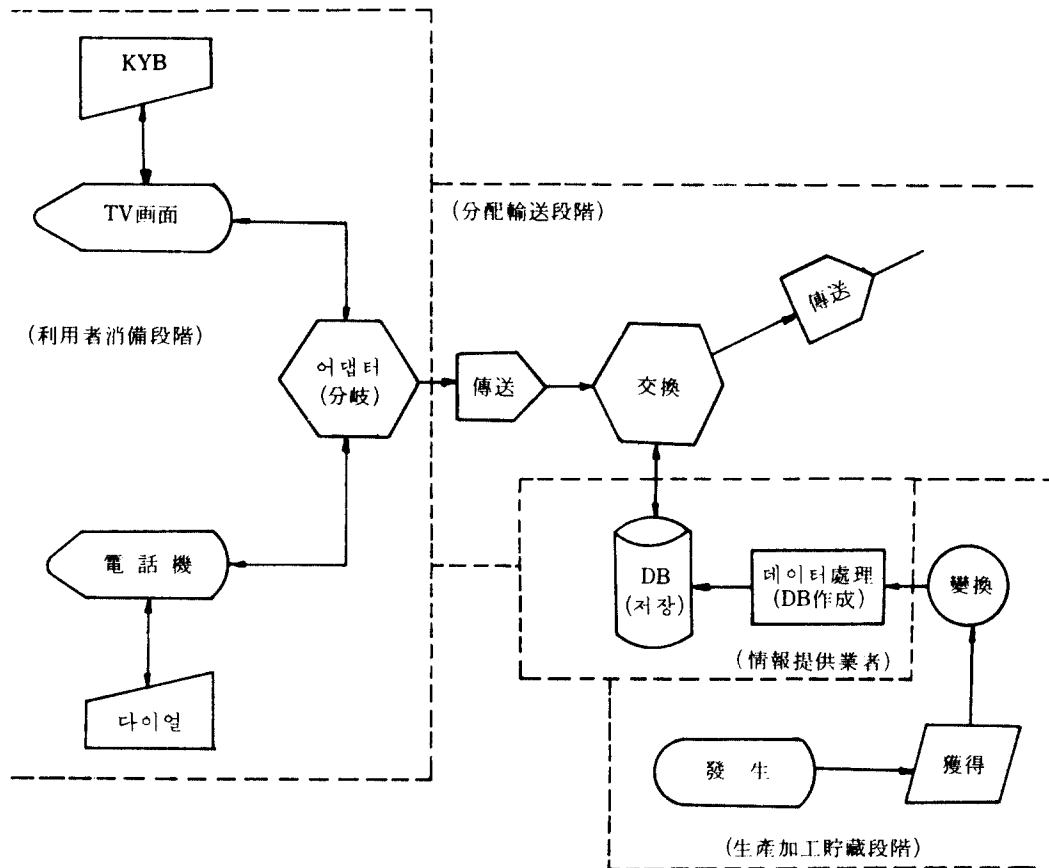 KYB
TV画面
(分配輸送段階)
傳送
(利用者消備段階)
어댑터
(分岐)
傳送
交換
電話機
DB
(저장)
데이터處理
(DB作成)
變換
(情報提供業者)
다이얼
發生
獲得
(生產加工貯藏段階)